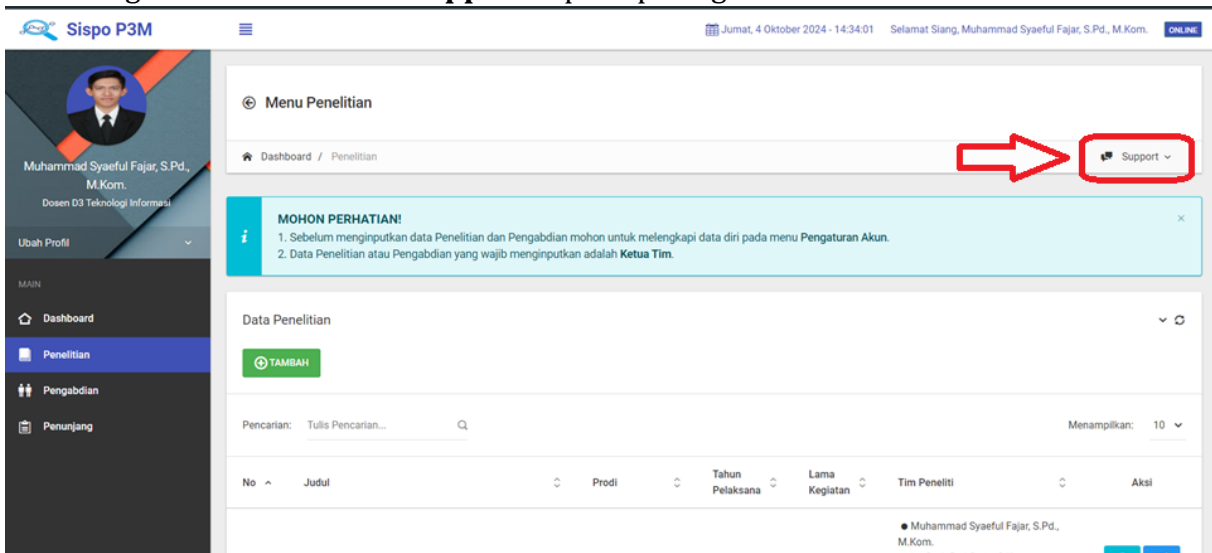 Sispo P3M
Jumat, 4 Oktober 2024 - 14:34:01 Selamat Siang, Muhammad Syaeful Fajar, S.Pd., M.Kom. ONLINE
Muhammad Syaeful Fajar, S.Pd.,
M.Kom.
Dosen D3 Teknologi Informasi
Ubah Profil
MAIN
Dashboard
Penelitian
Pengabdian
Penunjang
Menu Penelitian
Dashboard / Penelitian
Support
MOHON PERHATIAN!
1. Sebelum menginputkan data Penelitian dan Pengabdian mohon untuk melengkapi data diri pada menu Pengaturan Akun.
2. Data Penelitian atau Pengabdian yang wajib menginputkan adalah Ketua Tim.
Data Penelitian
TAMBAH
Pencarian: Tulis Pencarian... Menampilkan: 10
No Judul Prodi Tahun Pelaksana Lama Kegiatan Tim Peneliti Aksi
● Muhammad Syaeful Fajar, S.Pd.,
M.Kom.